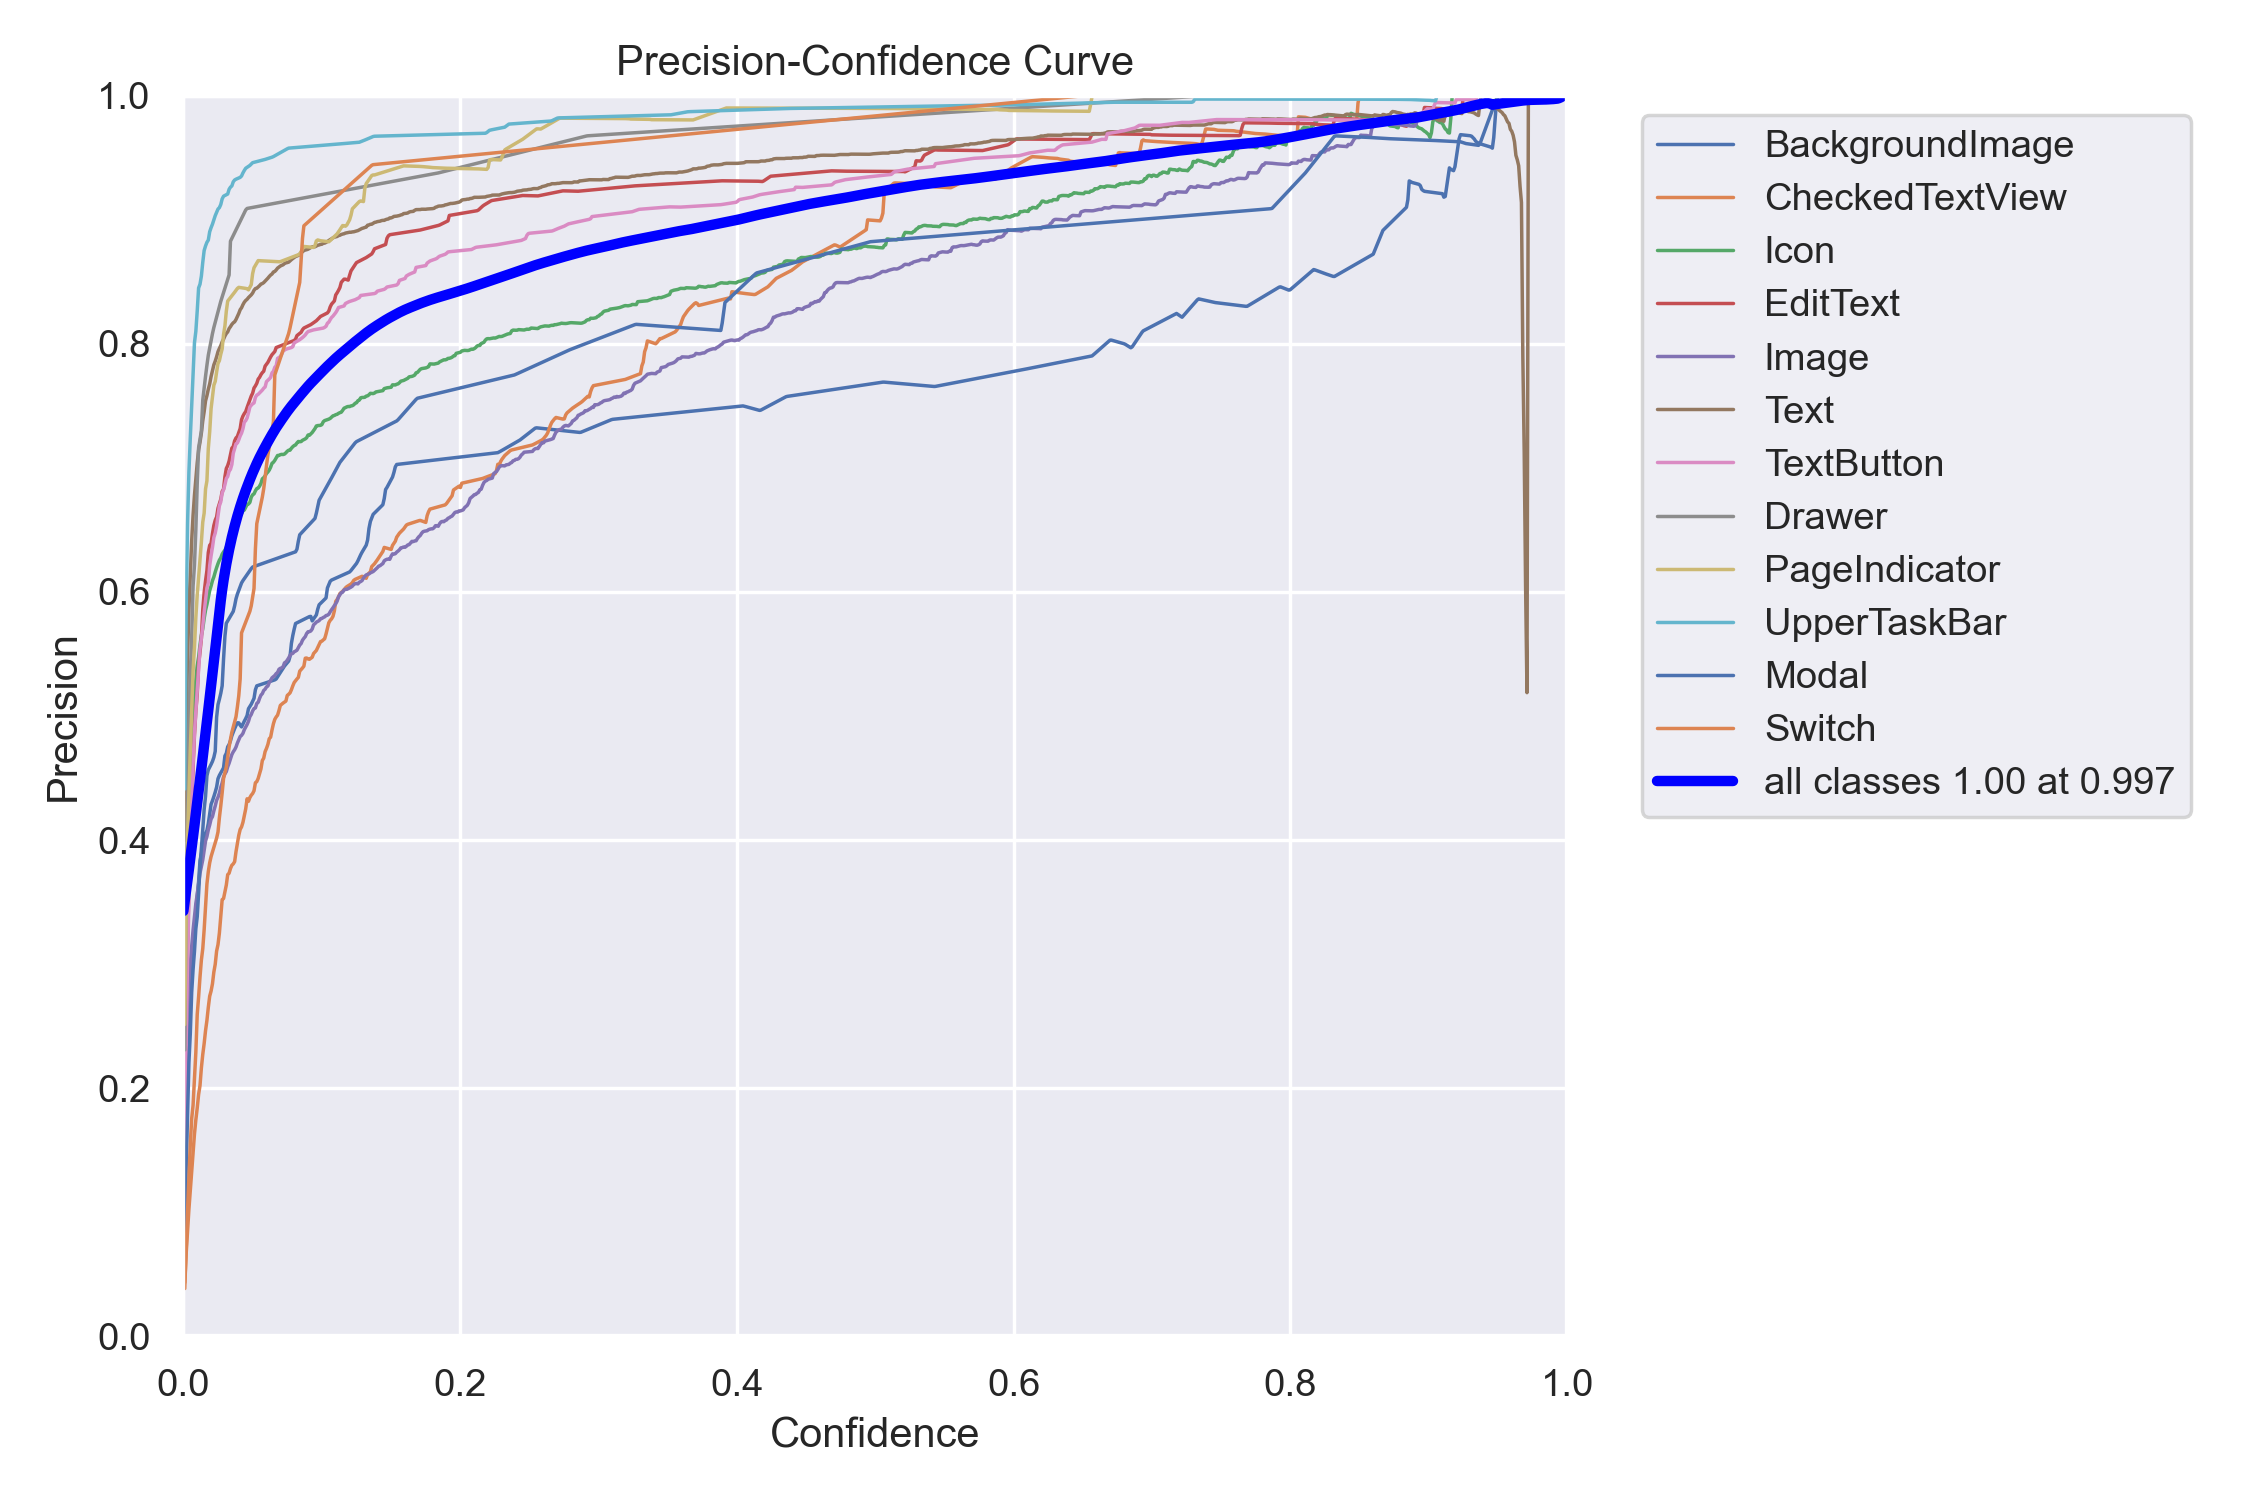 Precision-Confidence Curve
1.0
0.8
0.6
0.4
0.2
0.0
Precision
0.0 0.2 0.4 0.6 0.8 1.0
Confidence
BackgroundImage
CheckedTextView
Icon
EditText
Image
Text
TextButton
Drawer
PageIndicator
UpperTaskBar
Modal
Switch
all classes 1.00 at 0.997